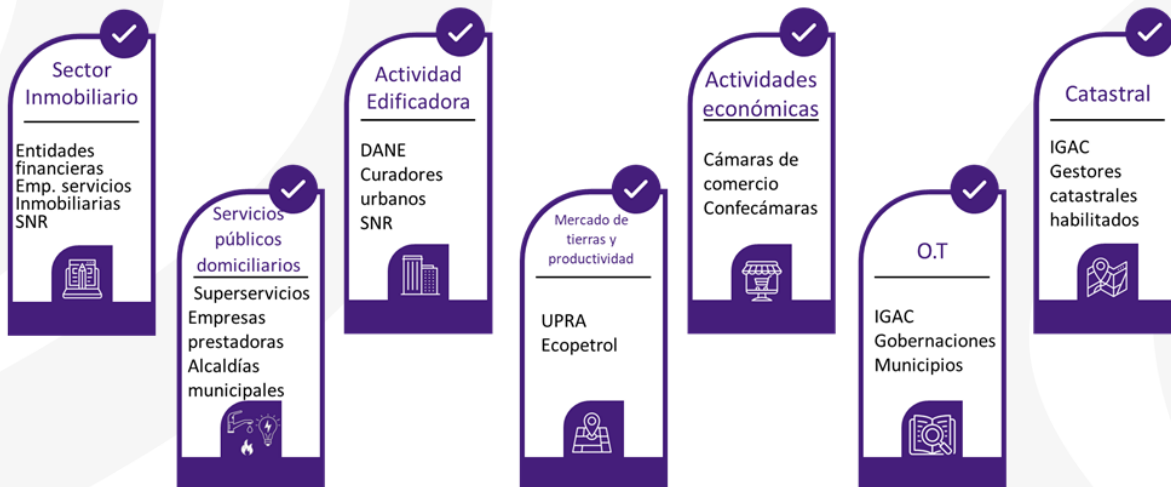 Sector
Inmobiliario
Entidades
financieras
Emp. servicios
Inmobiliarias
SNR
Servicios
públicos
domiciliarios
Superservicios
Empresas
prestadoras
Alcaldías
municipales
Actividad
Edificadora
DANE
Curadores
urbanos
SNR
Mercado de
tierras y
productividad
UPRA
Ecopetrol
Actividades
económicas
Cámaras de
comercio
Confecámaras
O.T
IGAC
Gobernaciones
Municipios
Catastral
IGAC
Gestores
catastrales
habilitados